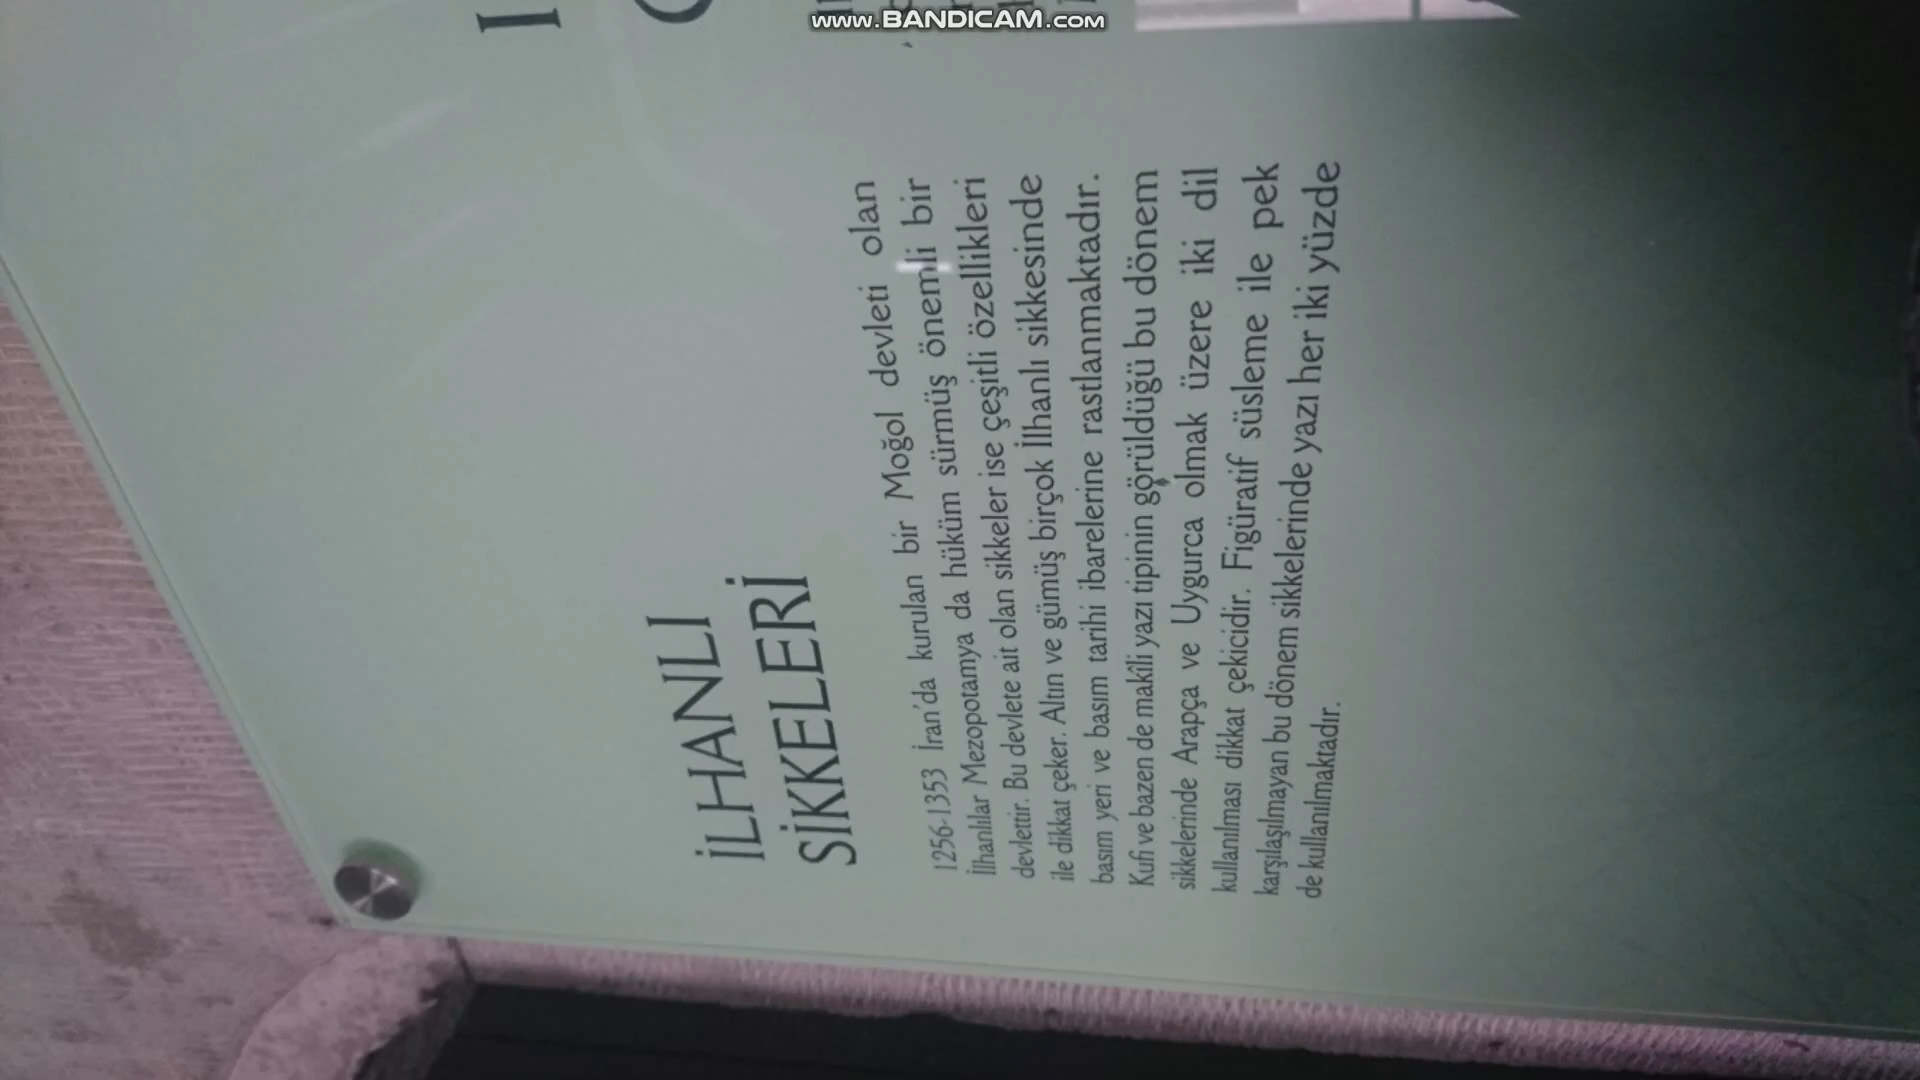 www.BANDICAM.com
İLHANLI
SİKKELERİ
1256-1353 İran'da kurulan bir Moğol devleti olan
İlhanlılar Mezopotamya da hüküm sürmüş önemli bir
devlettir. Bu devlete ait olan sikkeler ise çeşitli özellikleri
ile dikkat çeker. Altın ve gümüş birçok İlhanlı sikkesinde
basım yeri ve basım tarihi ibarelerine rastlanmaktadır.
Kufi ve bazen de makîli yazı tipinin görüldüğü bu dönem
sikkelerinde Arapça ve Uygurca olmak üzere iki dil
kullanılması dikkat çekicidir. Figüratif süsleme ile pek
karşılaşılmayan bu dönem sikkelerinde yazı her iki yüzde
de kullanılmaktadır.